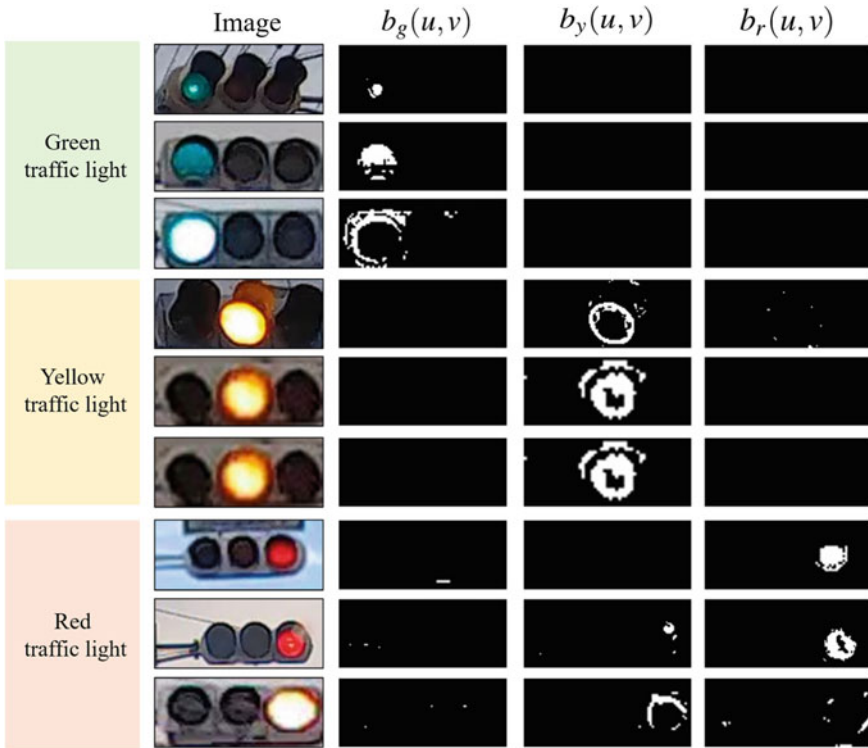 Image
b_g(u, v)
b_y(u, v)
b_r(u, v)
Green
traffic light
Yellow
traffic light
Red
traffic light